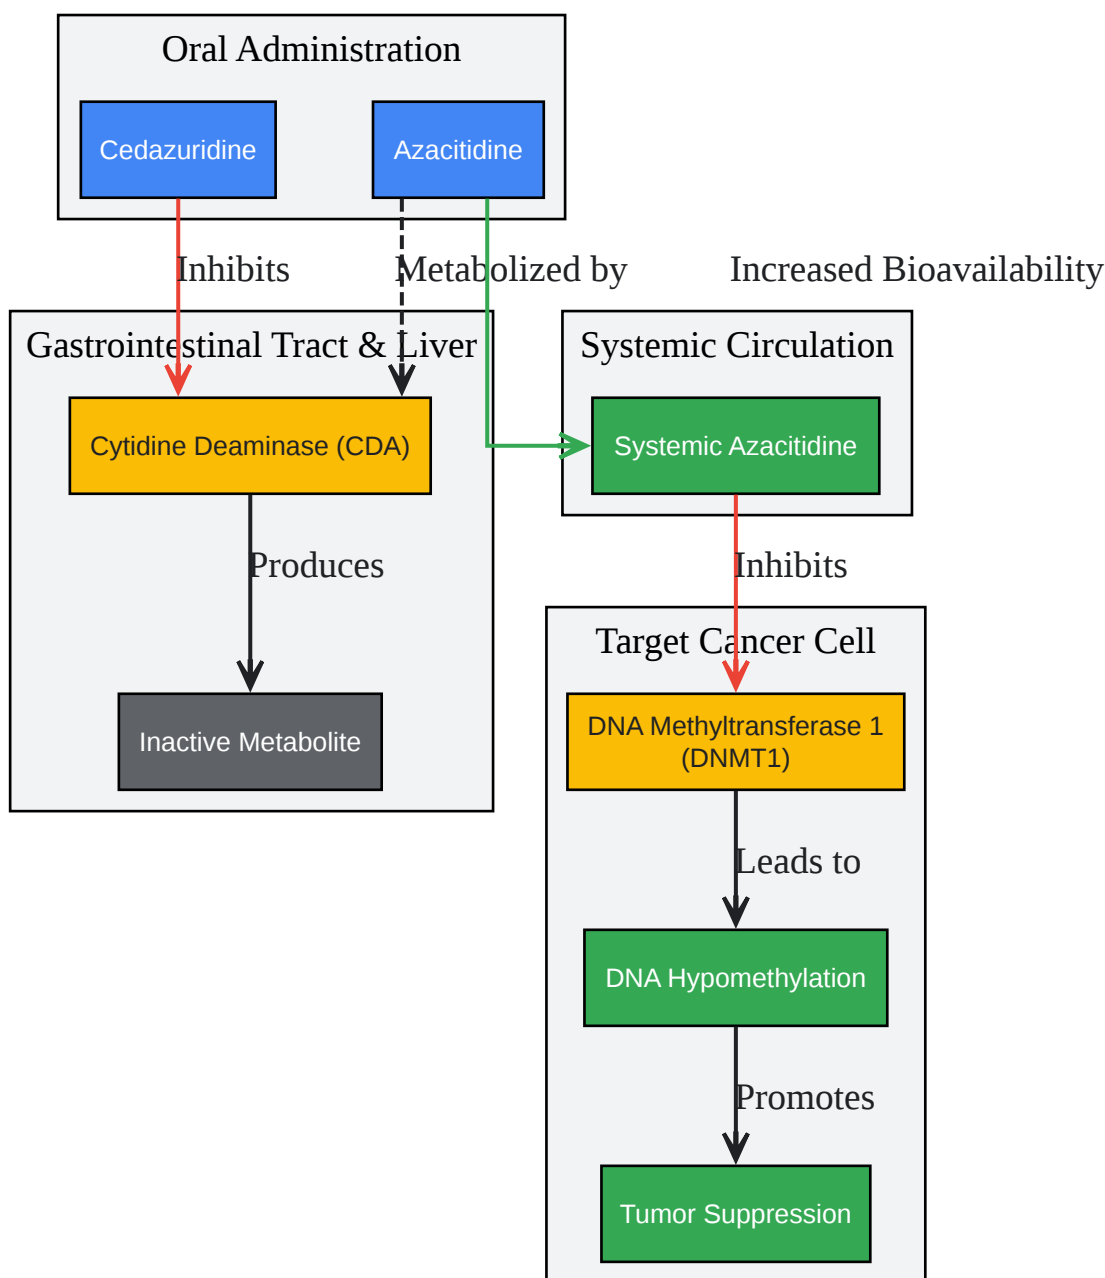 Oral Administration
Cedazuridine
Azacitidine
Inhibits
Metabolized by
Increased Bioavailability
Gastrointestinal Tract & Liver
Systemic Circulation
Cytidine Deaminase (CDA)
Systemic Azacitidine
Produces
Inhibits
Target Cancer Cell
Inactive Metabolite
DNA Methyltransferase 1
(DNMT1)
Leads to
DNA Hypomethylation
Promotes
Tumor Suppression